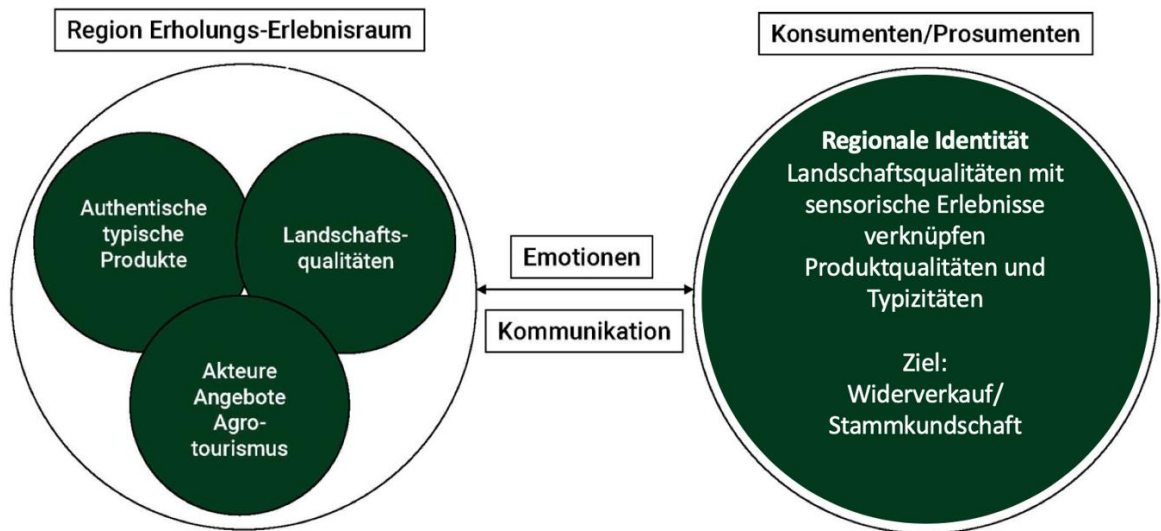 Region Erholungs-Erlebnisraum
Authentische
typische
Produkte
Landschafts-
qualitäten
Akteure
Angebote
Agro-
tourismus
Emotionen
Kommunikation
Konsumenten/Prosumenten
Regionale Identität
Landschaftsqualitäten mit
sensorische Erlebnisse
verknüpfen
Produktqualitäten und
Typizitäten
Ziel:
Widerverkauf/
Stammkundschaft